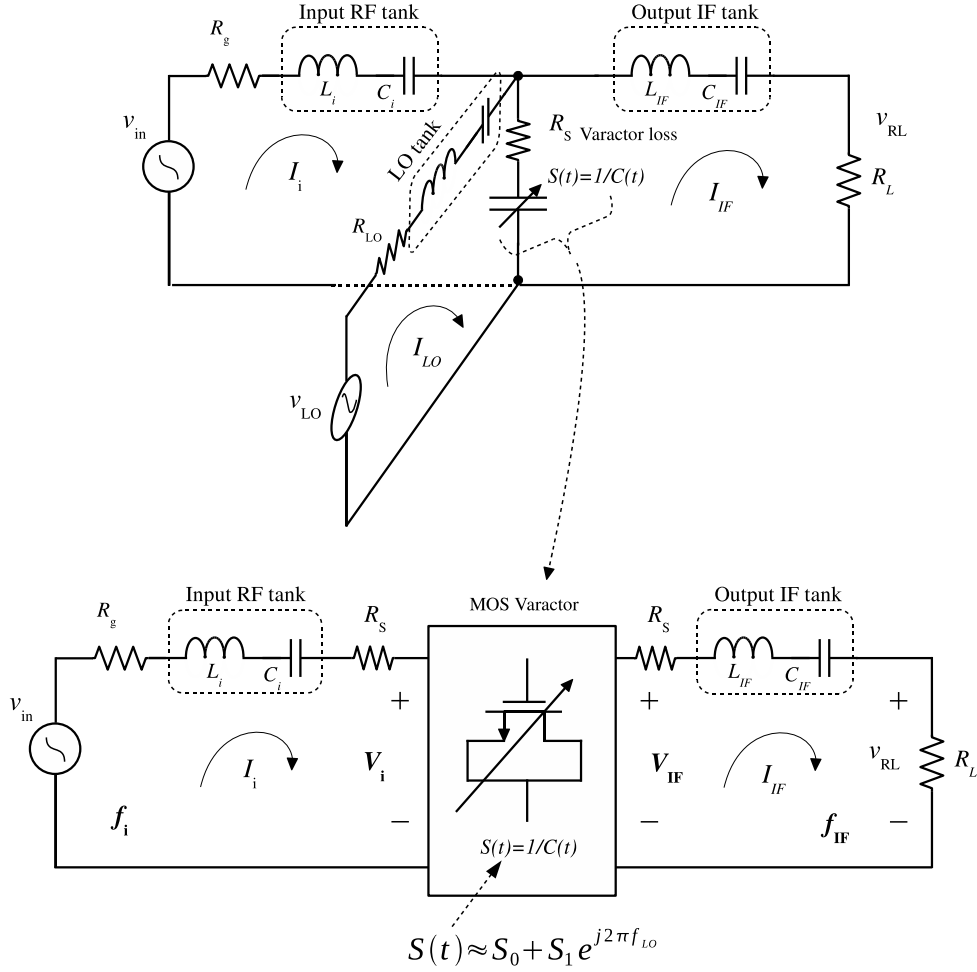 Input RF tank
Output IF tank
R_g
L_i
C_i
L_IF
C_IF
v_in
LO tank
R_S Varactor loss
v_RL
I_i
S(t)=1/C(t)
I_IF
R_L
R_LO
I_LO
v_LO
MOS Varactor
Input RF tank
Output IF tank
R_g
R_S
R_S
L_i
C_i
L_IF
C_IF
v_in
+
+
+
I_i
V_i
V_IF
I_IF
v_RL
R_L
f_i
−
−
f_IF
−
S(t)=1/C(t)
S(t)≈S_0+S_1 e^{j2πf_LO}